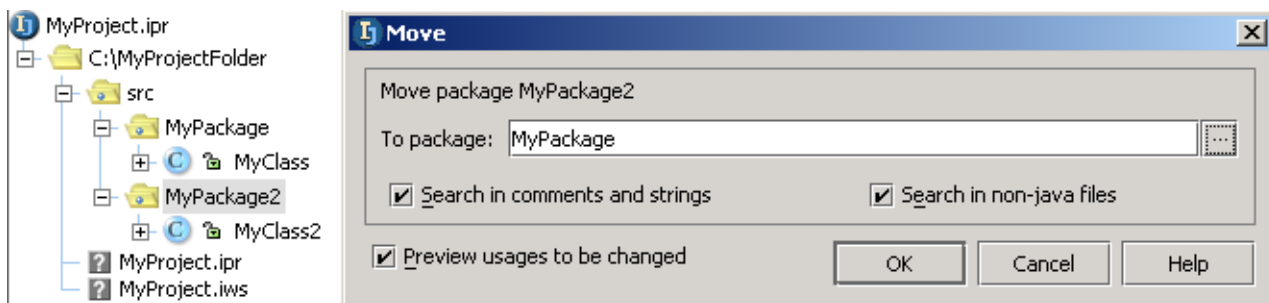 MyProject.ipr
C:\MyProjectFolder
src
MyPackage
MyClass
MyPackage2
MyClass2
MyProject.ipr
MyProject.iws
Move
Move package MyPackage2
To package: MyPackage ...
Search in comments and strings Search in non-java files
Preview usages to be changed OK Cancel Help